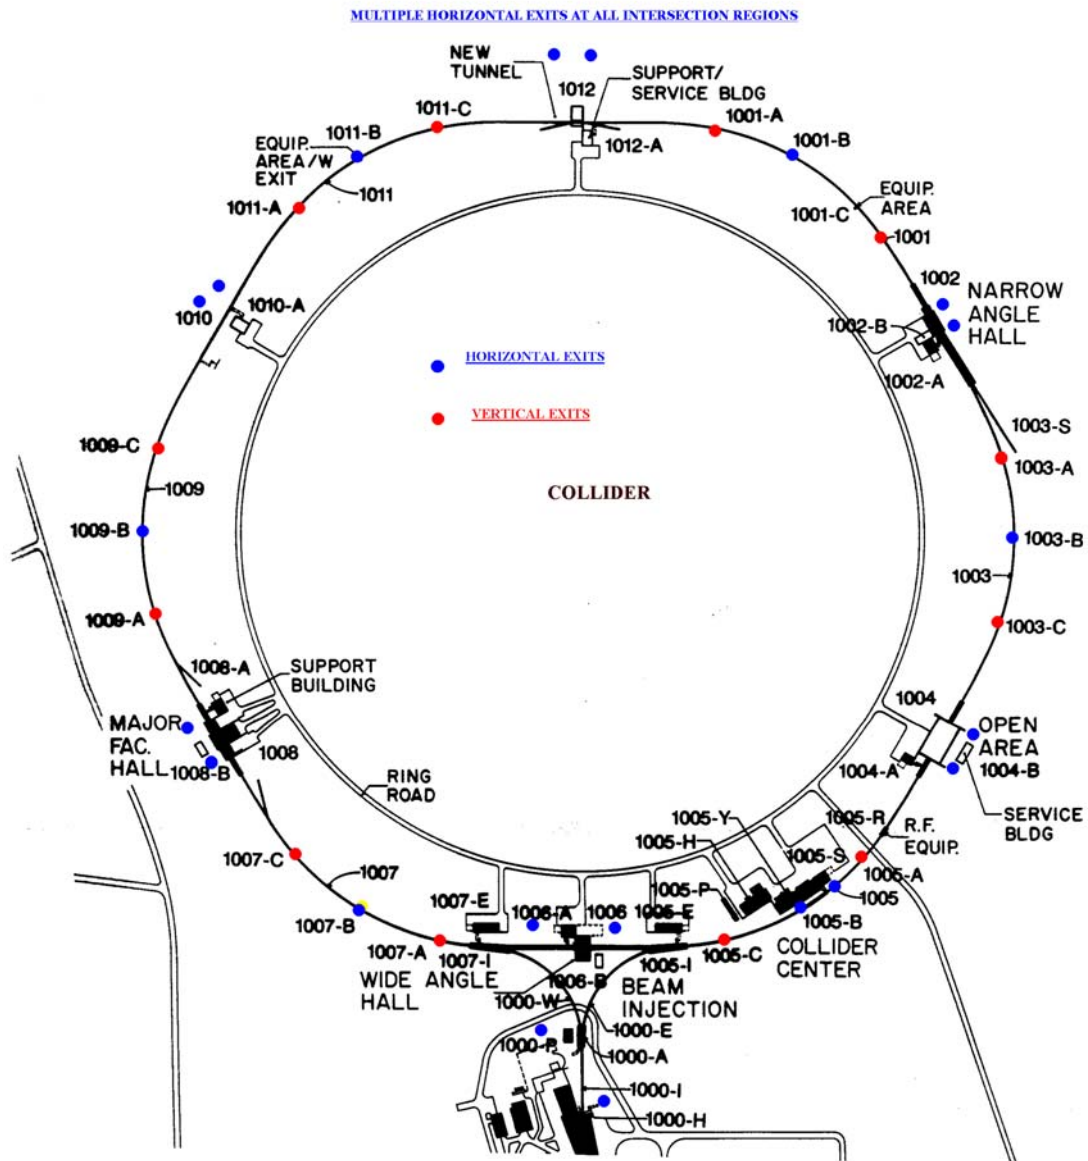 MULTIPLE HORIZONTAL EXITS AT ALL INTERSECTION REGIONS
NEW
TUNNEL
1012
SUPPORT/
SERVICE BLDG
1011-C
1001-A
1011-B
1012-A
1001-B
EQUIP.
AREA/W
EXIT
1011
1011-A
EQUIP.
AREA
1001-C
1001
1002
NARROW
ANGLE
HALL
1010
1010-A
1002-B
1002-A
HORIZONTAL EXITS
VERTICAL EXITS
1003-S
1009-C
1003-A
1009
COLLIDER
1009-B
1003-B
1003
1009-A
1003-C
1008-A
SUPPORT
BUILDING
1004
MAJOR
FAC.
HALL
OPEN
AREA
1008
1008-B
1004-A
1004-B
RING
ROAD
SERVICE
BLDG
1005-Y
1005-R
R.F.
EQUIP.
1005-H
1005-S
1007-C
1005-A
1007
1005-P
1005
1007-E
1006-A
1006
1005-E
1007-B
1005-B
1007-A
1007-I
1005-I
1005-C
COLLIDER
CENTER
WIDE ANGLE
HALL
1006-B
BEAM
INJECTION
1000-W
1000-E
1000-P
1000-A
1000-I
1000-H